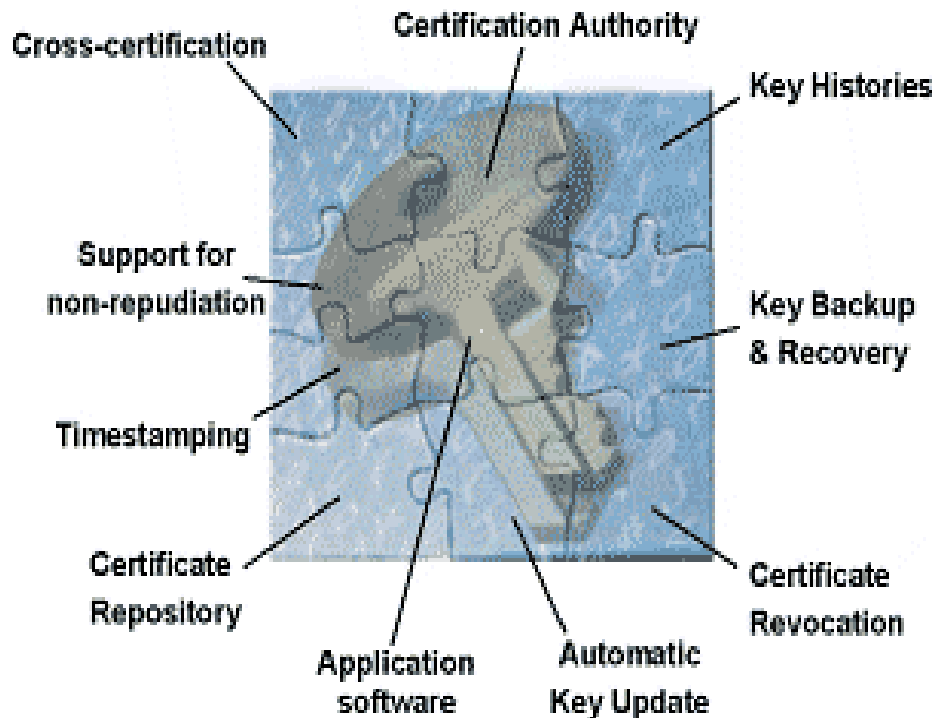 Certification Authority
Cross-certification
Key Histories
Support for
non-repudiation
Key Backup
& Recovery
Timestamping
Certificate
Repository
Certificate
Revocation
Application
software
Automatic
Key Update